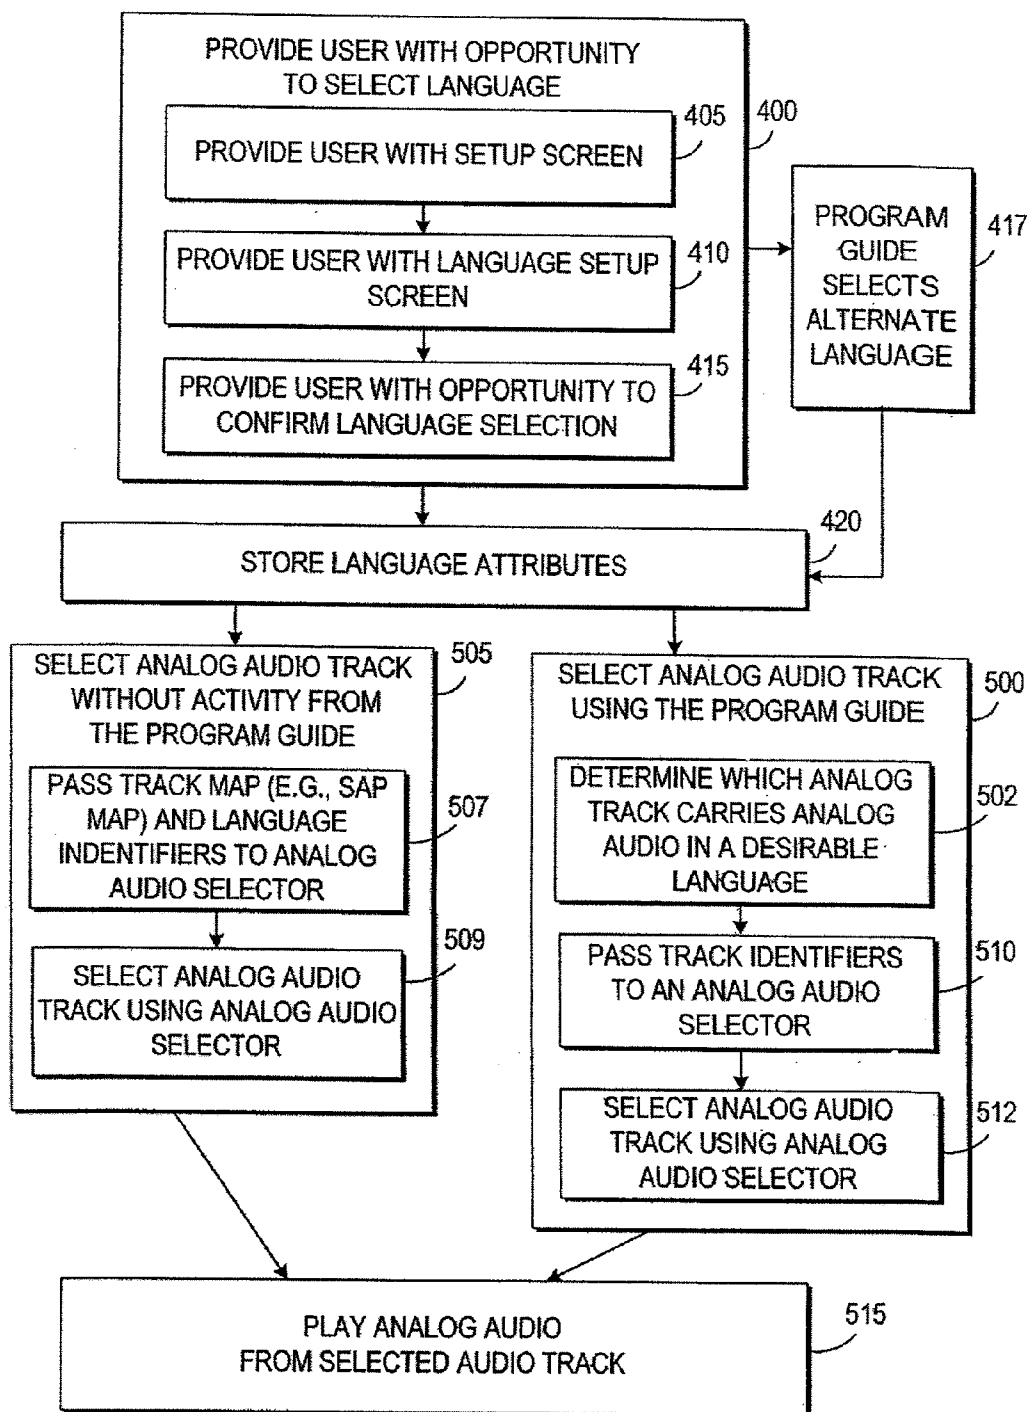 PROVIDE USER WITH OPPORTUNITY
TO SELECT LANGUAGE
400
405
PROVIDE USER WITH SETUP SCREEN
410
PROVIDE USER WITH LANGUAGE SETUP
SCREEN
415
PROVIDE USER WITH OPPORTUNITY TO
CONFIRM LANGUAGE SELECTION
417
PROGRAM
GUIDE
SELECTS
ALTERNATE
LANGUAGE
420
STORE LANGUAGE ATTRIBUTES
505
SELECT ANALOG AUDIO TRACK
WITHOUT ACTIVITY FROM
THE PROGRAM GUIDE
507
PASS TRACK MAP (E.G., SAP
MAP) AND LANGUAGE
INDENTIFIERS TO ANALOG
AUDIO SELECTOR
509
SELECT ANALOG AUDIO
TRACK USING ANALOG AUDIO
SELECTOR
500
SELECT ANALOG AUDIO TRACK
USING THE PROGRAM GUIDE
502
DETERMINE WHICH ANALOG
TRACK CARRIES ANALOG
AUDIO IN A DESIRABLE
LANGUAGE
510
PASS TRACK IDENTIFIERS
TO AN ANALOG AUDIO
SELECTOR
512
SELECT ANALOG AUDIO
TRACK USING ANALOG
AUDIO SELECTOR
515
PLAY ANALOG AUDIO
FROM SELECTED AUDIO TRACK